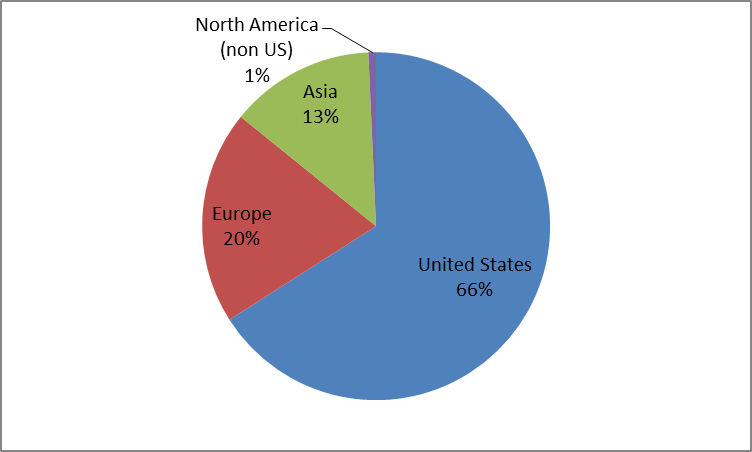 North America
(non US)
1%
Asia
13%
Europe
20%
United States
66%